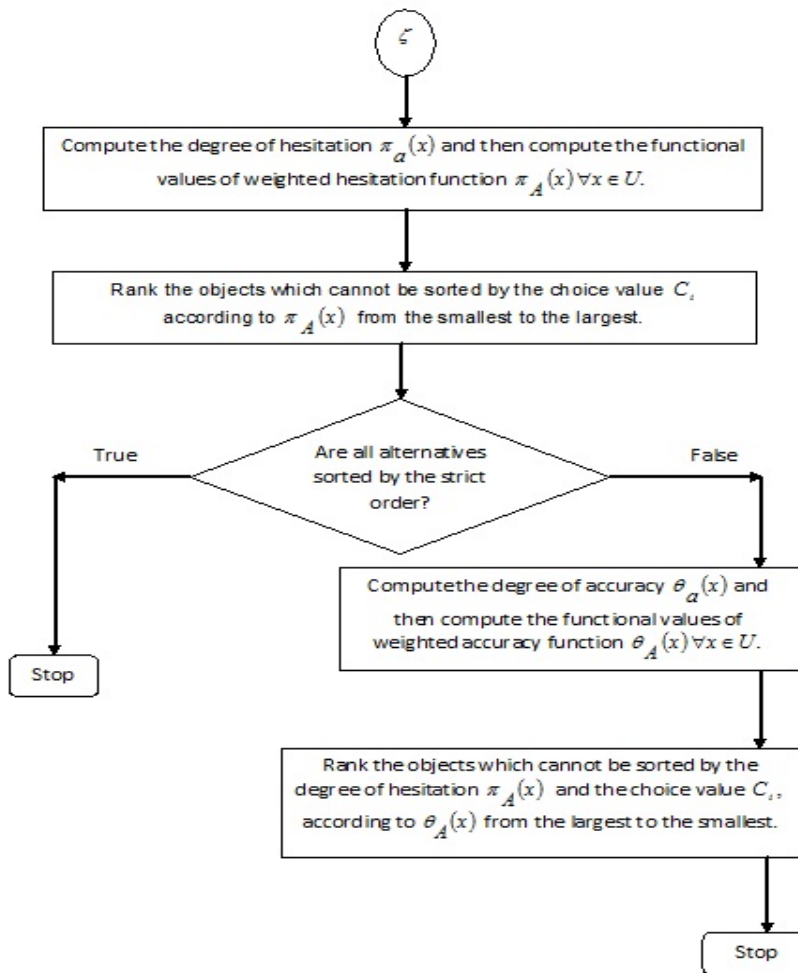 ζ
Compute the degree of hesitation π_a(x) and then compute the functional
values of weighted hesitation function π_A(x) ∀x ∈ U.
Rank the objects which cannot be sorted by the choice value C_i
according to π_A(x) from the smallest to the largest.
Are all alternatives
sorted by the strict
order?
True
False
Compute the degree of accuracy θ_a(x) and
then compute the functional values of
weighted accuracy function θ_A(x) ∀x ∈ U.
Stop
Rank the objects which cannot be sorted by the
degree of hesitation π_A(x) and the choice value C_i,
according to θ_A(x) from the largest to the smallest.
Stop